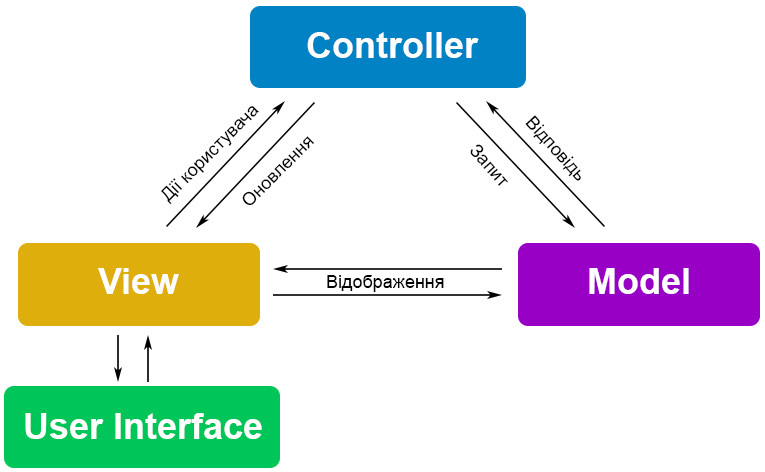 Controller
Дії користувача
Оновлення
Запит
Відповідь
View
Відображення
Model
User Interface